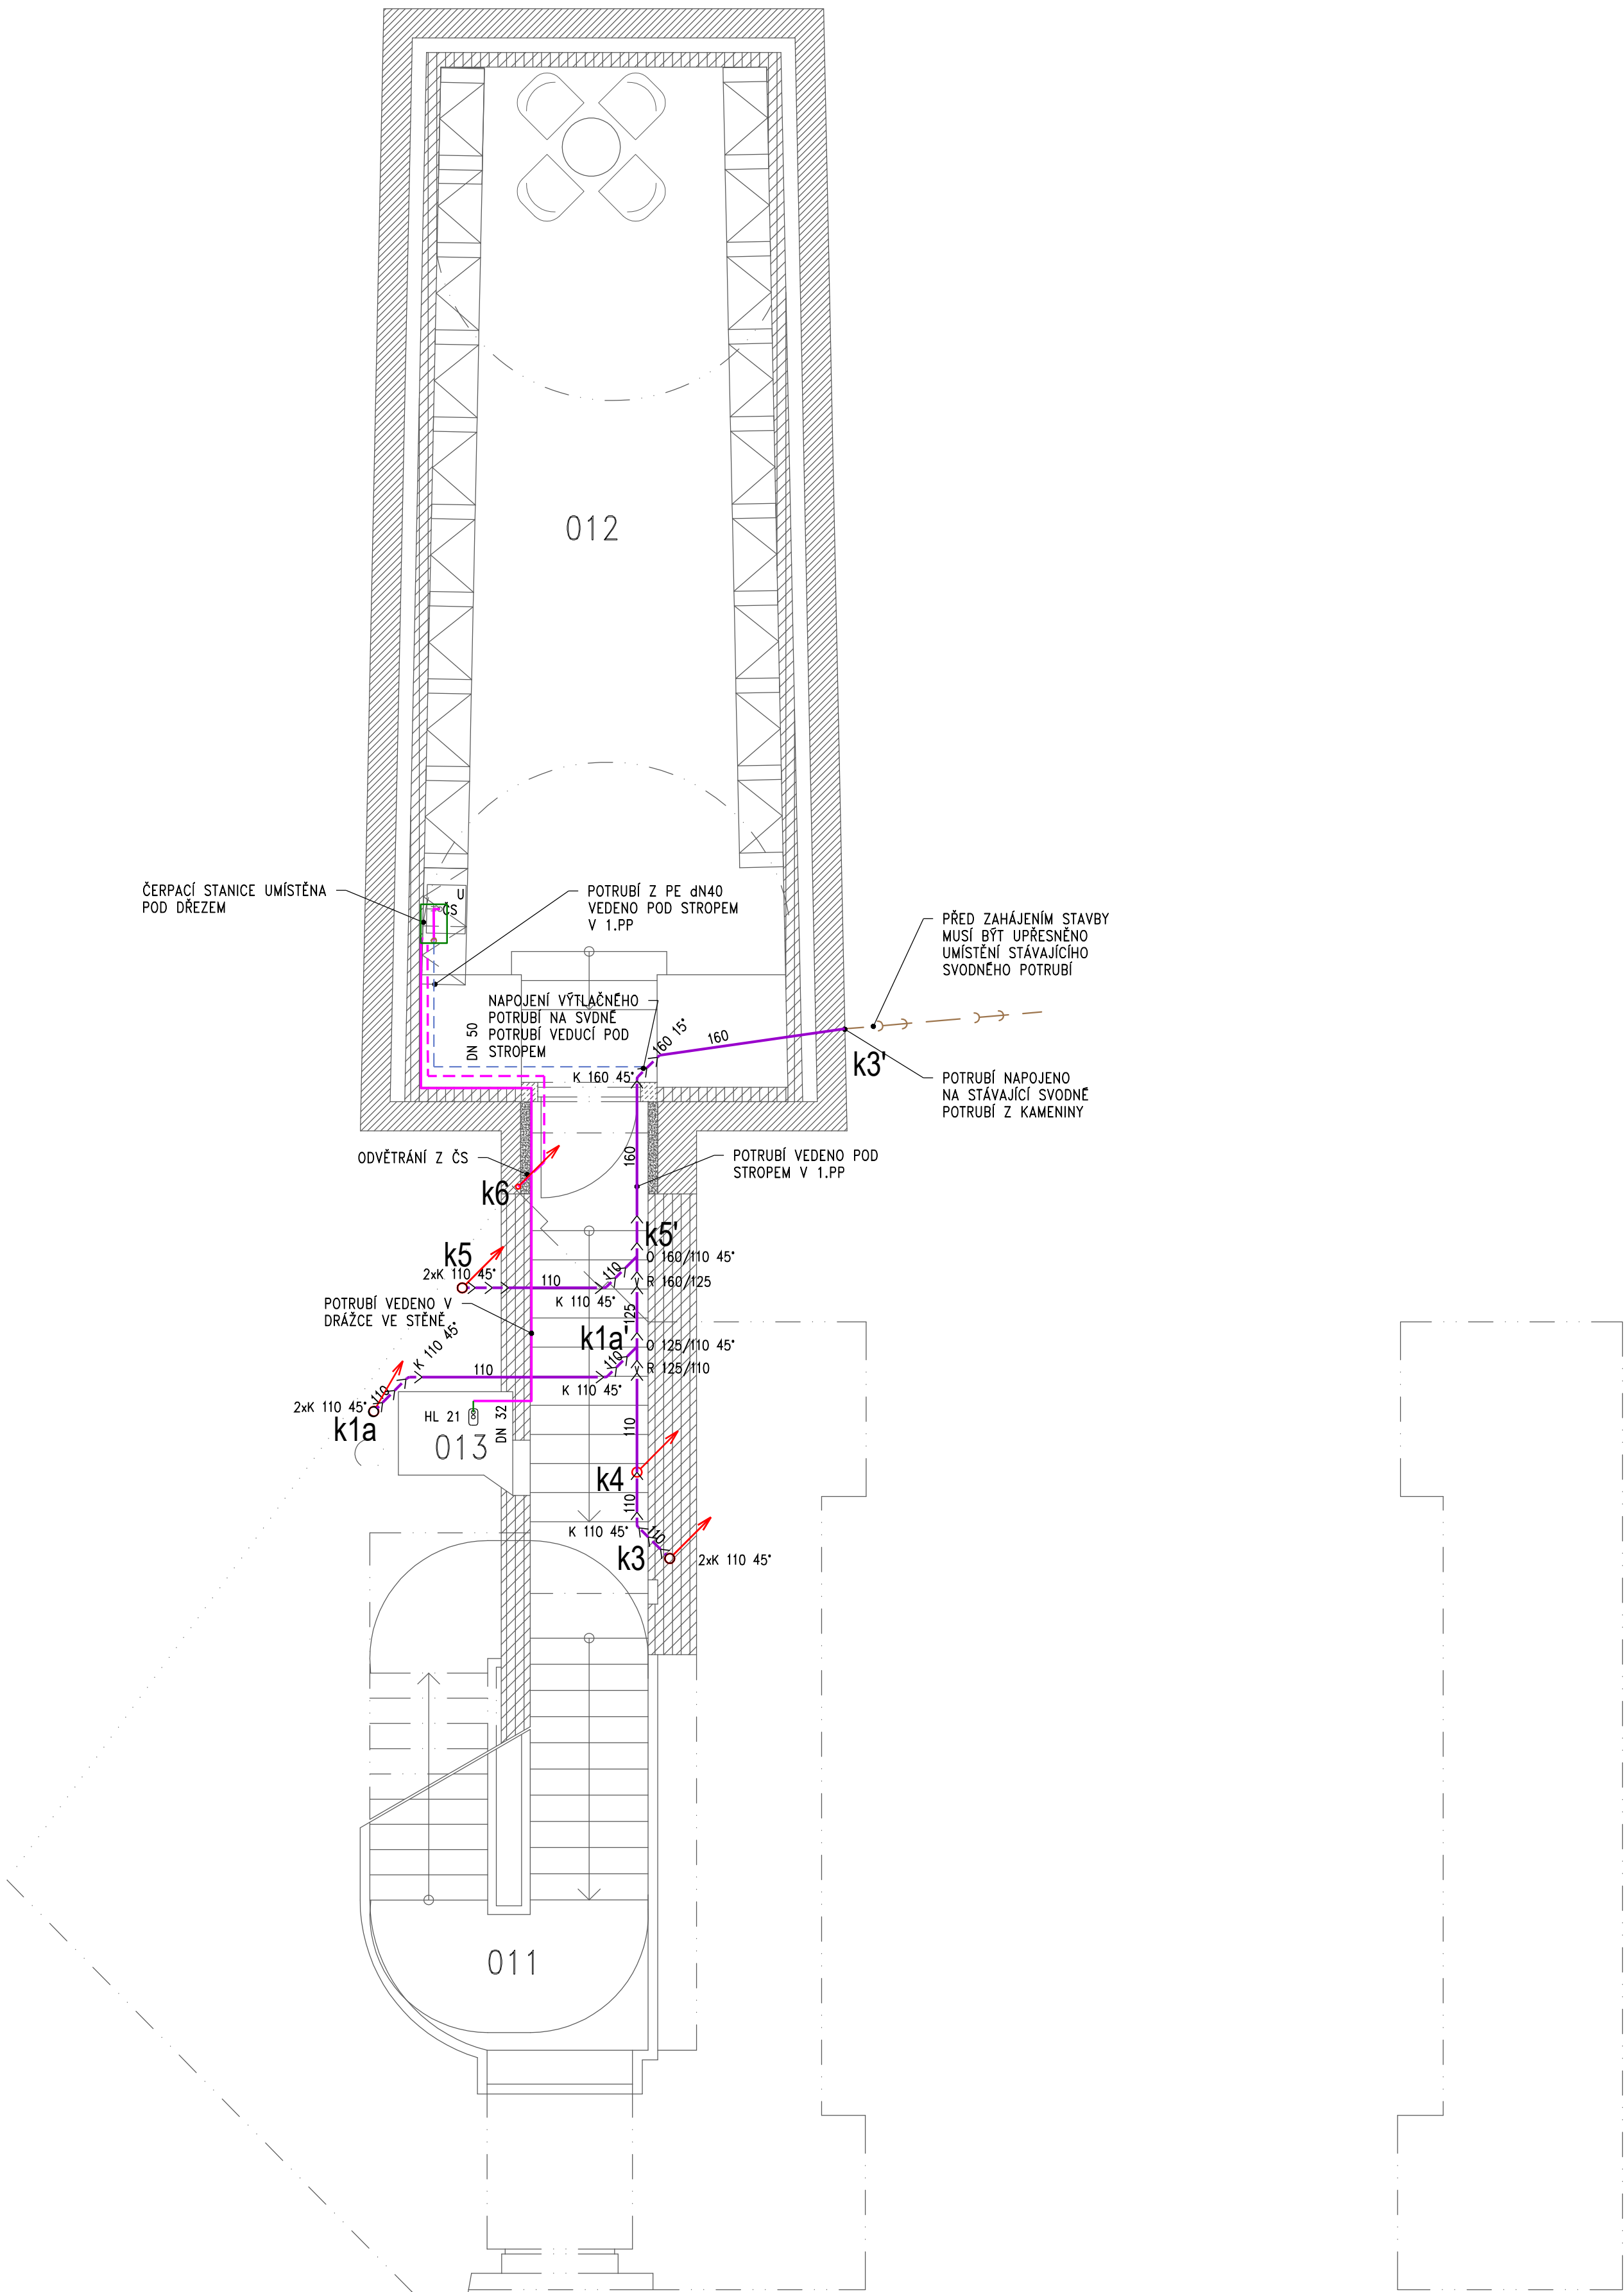 012
ČERPACÍ STANICE UMÍSTĚNA
POD DŘEZEM
U
ČS
POTRUBÍ Z PE dN40
VEDENO POD STROPEM
V 1.PP
PŘED ZAHÁJENÍM STAVBY
MUSÍ BÝT UPŘESNĚNO
UMÍSTĚNÍ STÁVAJÍCÍHO
SVODNÉHO POTRUBÍ
NAPOJENÍ VÝTLAČNÉHO
POTRUBÍ NA SVDNÉ
POTRUBÍ VEDUCÍ POD
STROPEM
DN 50
160 15°
160
K 160 45°
k3'
POTRUBÍ NAPOJENO
NA STÁVAJÍCÍ SVODNÉ
POTRUBÍ Z KAMENINY
ODVĚTRÁNÍ Z ČS
160
POTRUBÍ VEDENO POD
STROPEM V 1.PP
k6
k5'
k5
O 160/110 45°
2xK 110 45°
110
110
R 160/125
K 110 45°
POTRUBÍ VEDENO V
DRÁŽCE VE STĚNĚ
125
k1a'
O 125/110 45°
K 110 45°
110
110
R 125/110
110
K 110 45°
2xK 110 45°
k1a
HL 21
DN 32
013
110
k4
110
K 110 45°
110
k3
2xK 110 45°
011